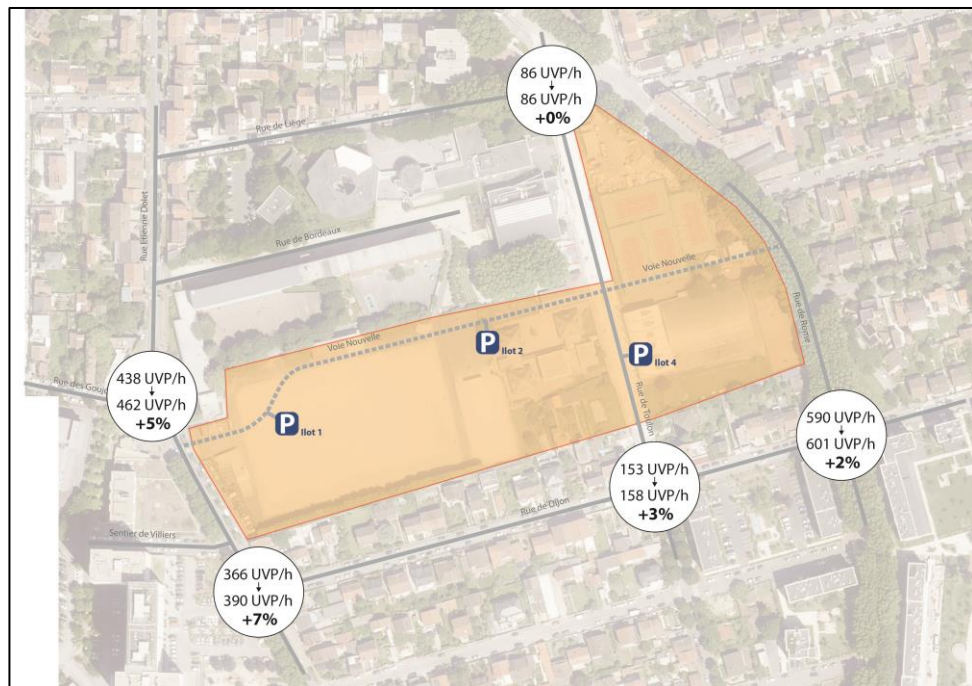 86 UVP/h
↓
86 UVP/h
+0%
Rue de Liège
Rue Etienne Dolet
Rue de Bordeaux
Voie Nouvelle
Rue de Rome
Voie Nouvelle
P
Ilot 2
P
Ilot 4
Rue de Toulon
438 UVP/h
↓
462 UVP/h
+5%
P
Ilot 1
590 UVP/h
↓
601 UVP/h
+2%
153 UVP/h
↓
158 UVP/h
+3%
Rue de Dijon
Sentier de Villiers
366 UVP/h
↓
390 UVP/h
+7%
Rue des